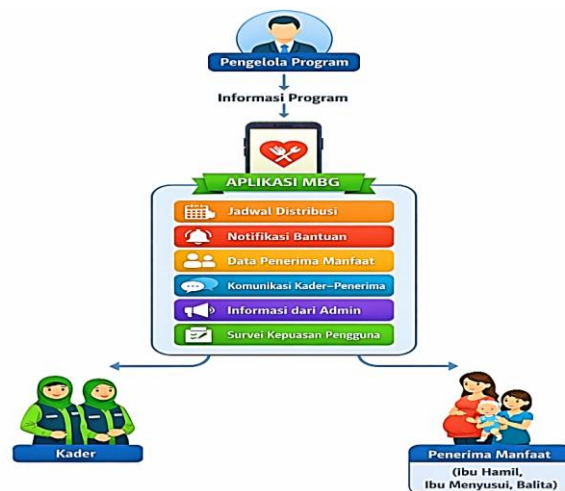 Pengelola Program
Informasi Program
APLIKASI MBG
Jadwal Distribusi
Notifikasi Bantuan
Data Penerima Manfaat
Komunikasi Kader–Penerima
Informasi dari Admin
Survei Kepuasan Pengguna
Kader
Penerima Manfaat
(Ibu Hamil,
Ibu Menyusui, Balita)